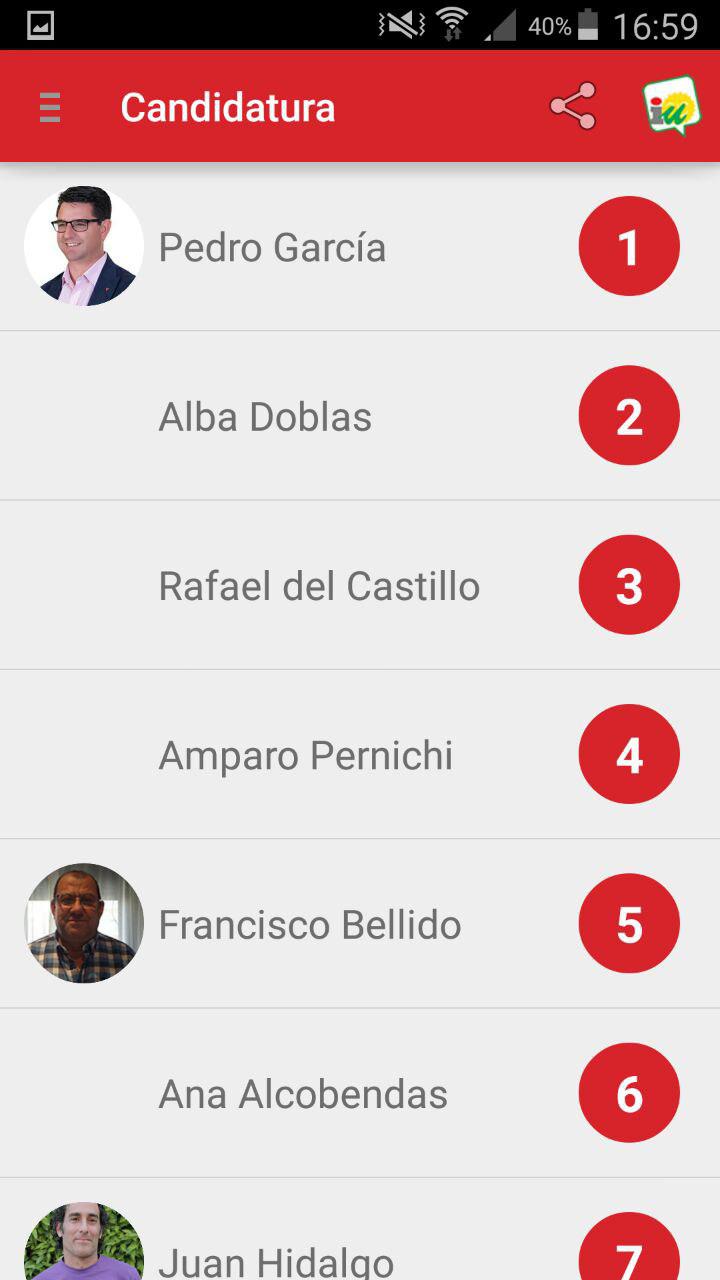 40% 16:59
Candidatura
iu
Pedro García 1
Alba Doblas 2
Rafael del Castillo 3
Amparo Pernichi 4
Francisco Bellido 5
Ana Alcobendas 6
Juan Hidalgo 7